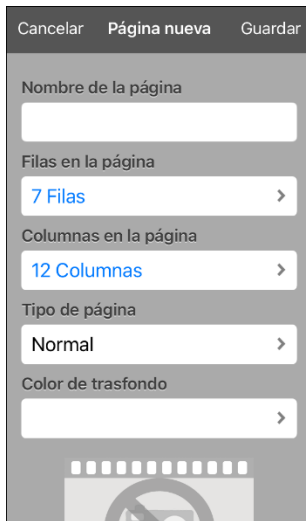 Cancelar Página nueva Guardar
Nombre de la página
Filas en la página
7 Filas
Columnas en la página
12 Columnas
Tipo de página
Normal
Color de trasfondo